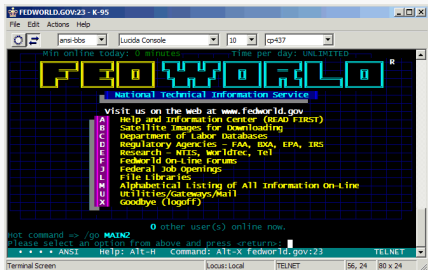 FEDWORLD.GOV:23 - K-95
File Edit Actions Help
ansi-bbs Lucida Console 10 cp437
Min online today: 0 minutes Time per day: UNLIMITED
FEDWORLD R
National Technical Information Service
Visit us on the Web at www.fedworld.gov
A Help and Information Center (READ FIRST)
B Satellite Images for Downloading
C Department of Labor Databases
D Regulatory Agencies - FAA, BXA, EPA, IRS
E Research - NTIS, WorldTec, Tel
F FedWorld On-Line Forums
J Federal Job Openings
L File Libraries
M Alphabetical Listing of All Information On-Line
U Utilities/Gateways/Mail
X Goodbye (logoff)
0 other user(s) online now.
Hot command => /go MAIN2
Please select an option from above and press <return>:
• • • • ANSI Help: Alt-H Command: Alt-X fedworld.gov:23 TELNET
Terminal Screen Locus: Local TELNET 56, 24 80 x 24